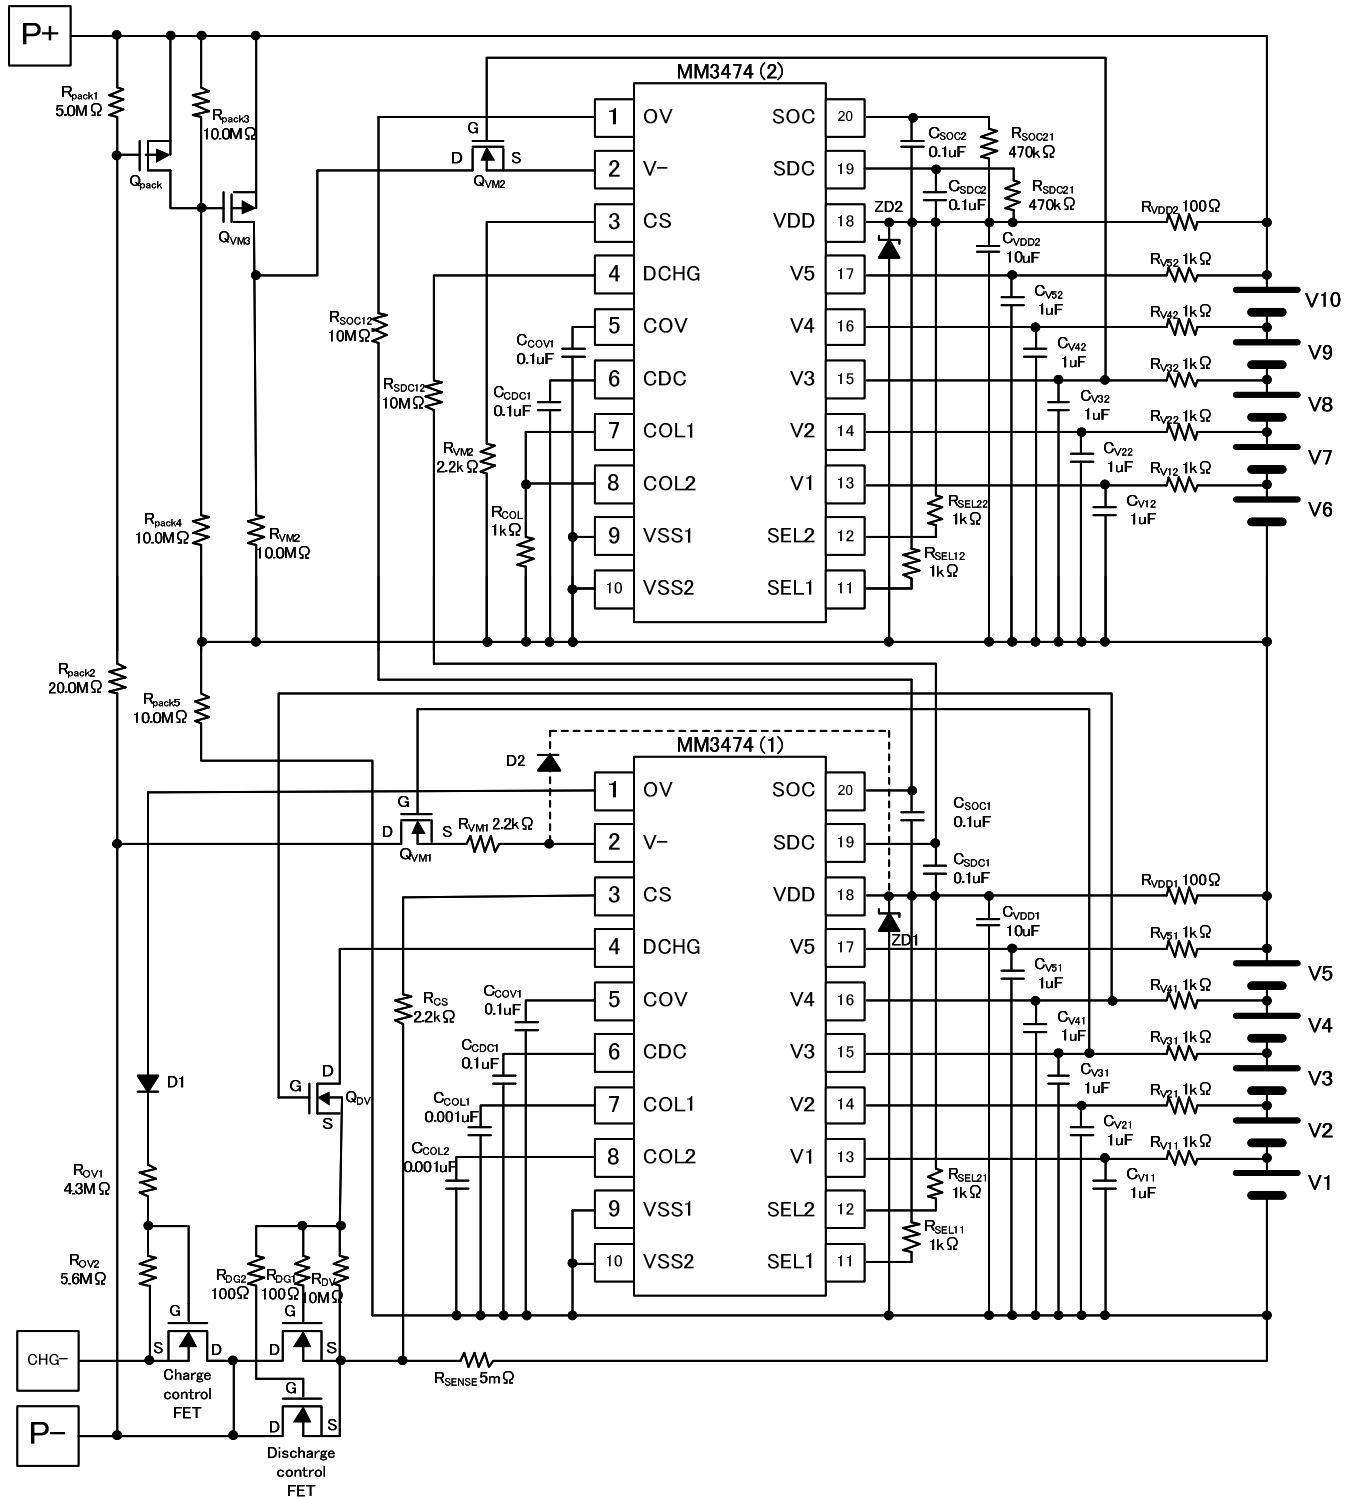 P+
MM3474 (2)
Rpack1
5.0MΩ
Rpack3
10.0MΩ
Qpack
QVM3
G
D
S
QVM2
1
OV
2
V-
3
CS
4
DCHG
5
COV
6
CDC
7
COL1
8
COL2
9
VSS1
10
VSS2
SOC
20
SDC
19
VDD
18
V5
17
V4
16
V3
15
V2
14
V1
13
SEL2
12
SEL1
11
CSOC2
0.1uF
RSOC21
470kΩ
CSDC2
0.1uF
RSDC21
470kΩ
ZD2
CVDD2
10uF
RVDD2 100Ω
RV52 1kΩ
CV52
1uF
RV42 1kΩ
CV42
1uF
RV32 1kΩ
CV32
1uF
RV22 1kΩ
CV22
1uF
RV12 1kΩ
CV12
1uF
V10
V9
V8
V7
V6
RSOC12
10MΩ
RSDC12
10MΩ
CCOV1
0.1uF
CCDC1
0.1uF
RVM2
2.2kΩ
RCOL
1kΩ
RSEL22
1kΩ
RSEL12
1kΩ
Rpack4
10.0MΩ
RVM2
10.0MΩ
Rpack2
20.0MΩ
Rpack5
10.0MΩ
MM3474 (1)
D2
G
D
S
QVM1
RVM1 2.2kΩ
1
OV
2
V-
3
CS
4
DCHG
5
COV
6
CDC
7
COL1
8
COL2
9
VSS1
10
VSS2
SOC
20
SDC
19
VDD
18
V5
17
V4
16
V3
15
V2
14
V1
13
SEL2
12
SEL1
11
CSOC1
0.1uF
CSDC1
0.1uF
ZD1
CVDD1
10uF
RVDD1 100Ω
RV51 1kΩ
CV51
1uF
RV41 1kΩ
CV41
1uF
RV31 1kΩ
CV31
1uF
RV21 1kΩ
CV21
1uF
RV11 1kΩ
CV11
1uF
V5
V4
V3
V2
V1
RCS
2.2kΩ
CCOV1
0.1uF
CCDC1
0.1uF
CCOL1
0.001uF
CCOL2
0.001uF
RSEL21
1kΩ
RSEL11
1kΩ
D1
D
G
QDV
S
ROV1
4.3MΩ
ROV2
5.6MΩ
RDG2
100Ω
RDG1
100Ω
RDV
10MΩ
G
S
D
G
D
S
CHG-
Charge
control
FET
RSENSE 5mΩ
G
D
S
P-
Discharge
control
FET